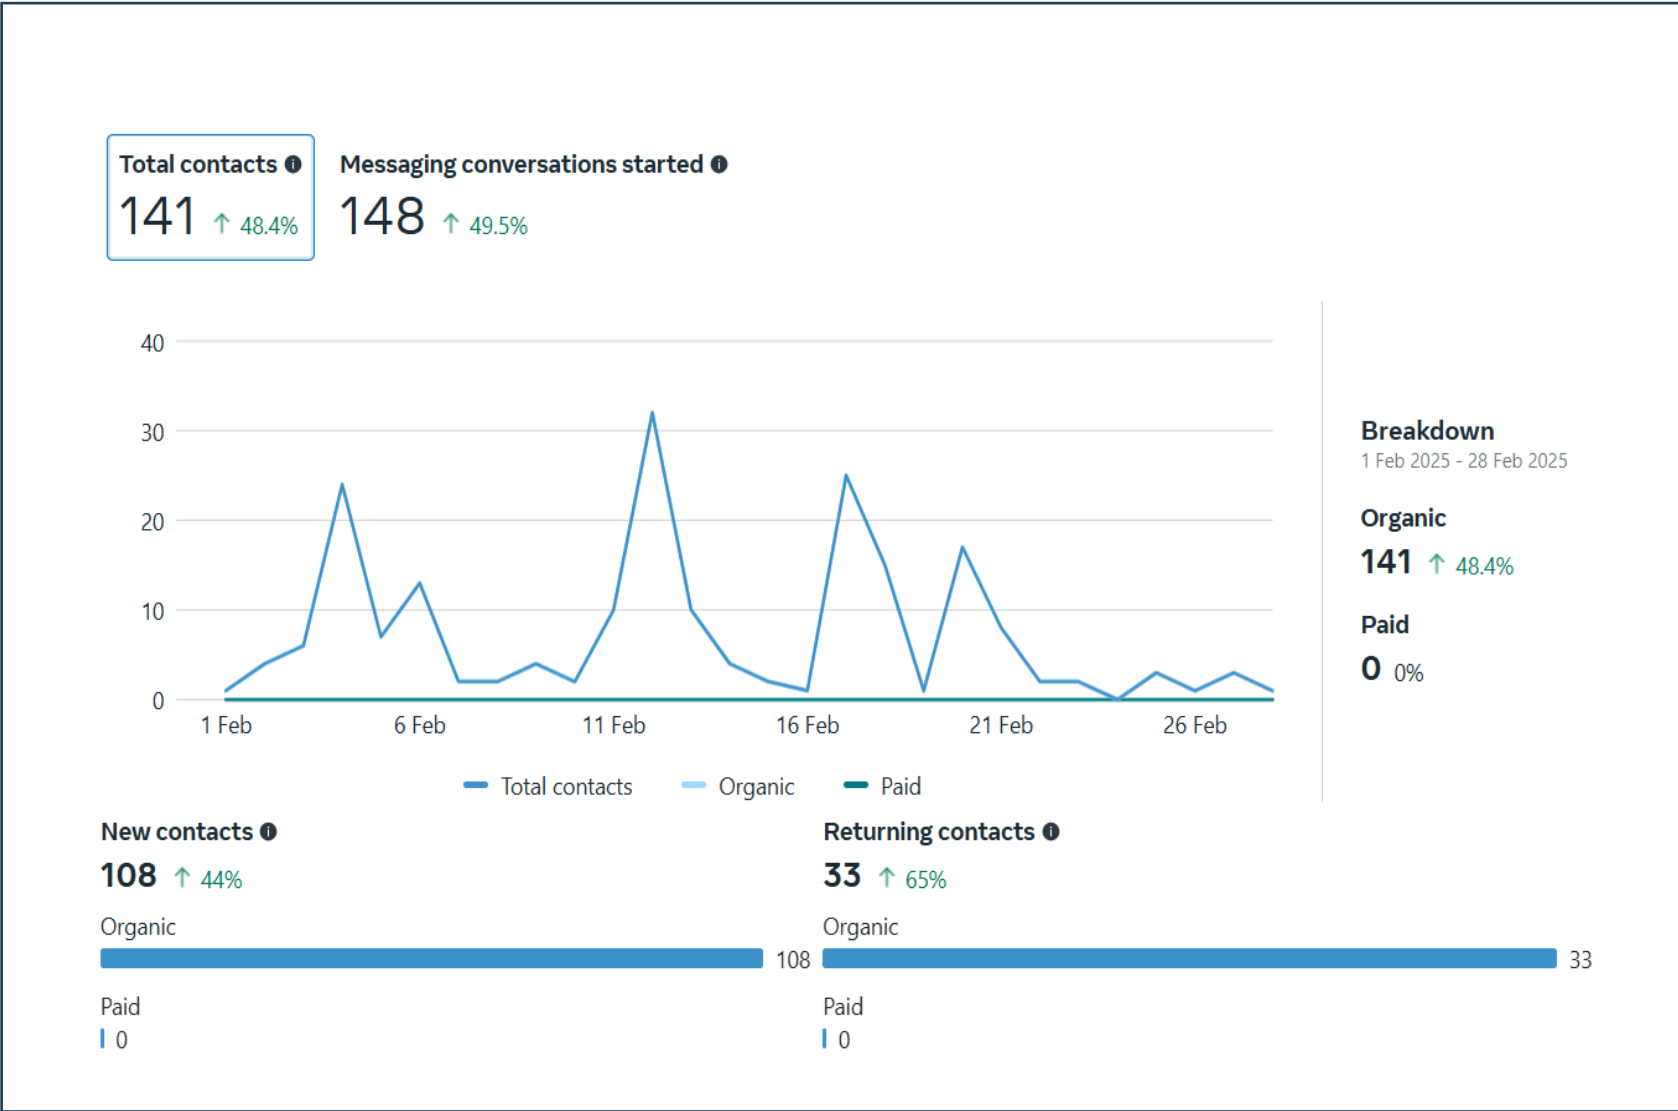 Total contacts
141 ↑ 48.4%
Messaging conversations started
148 ↑ 49.5%
40
30
20
10
0
1 Feb 6 Feb 11 Feb 16 Feb 21 Feb 26 Feb
Total contacts Organic Paid
Breakdown
1 Feb 2025 - 28 Feb 2025
Organic
141 ↑ 48.4%
Paid
0 0%
New contacts
108 ↑ 44%
Organic
108
Paid
0
Returning contacts
33 ↑ 65%
Organic
33
Paid
0